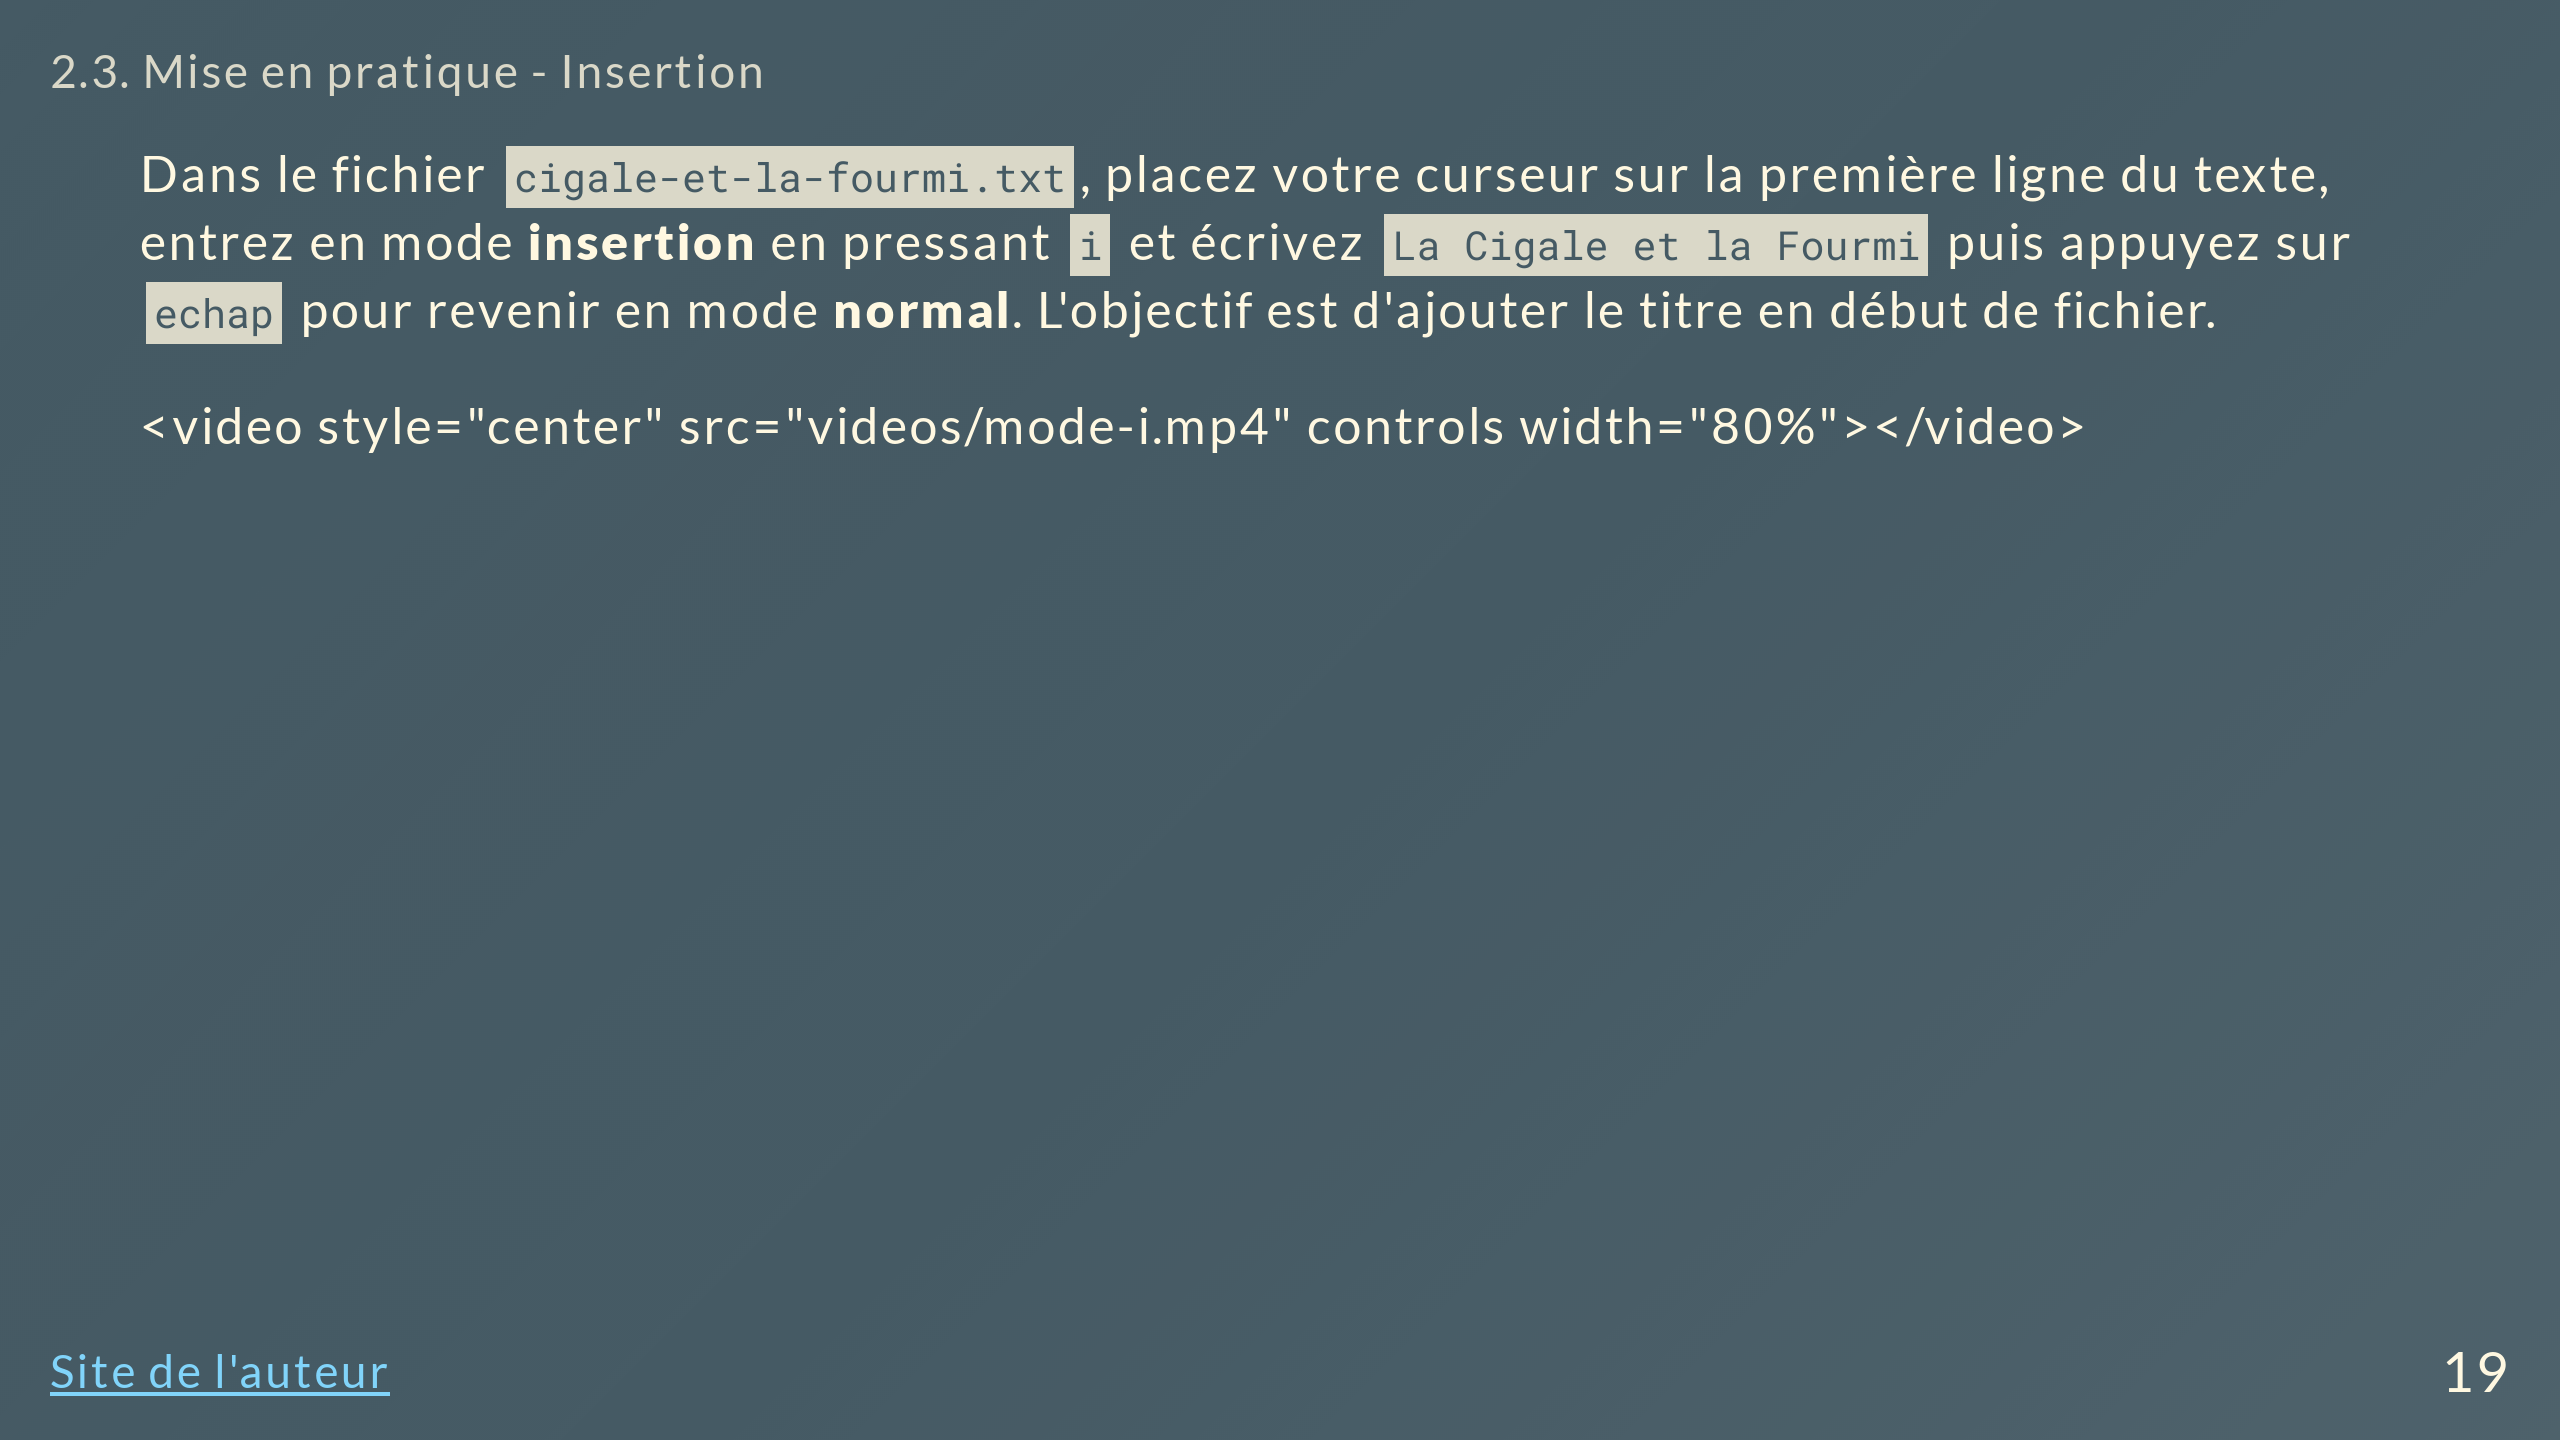 2.3. Mise en pratique - Insertion
Dans le fichier cigale-et-la-fourmi.txt, placez votre curseur sur la première ligne du texte,
entrez en mode insertion en pressant i et écrivez La Cigale et la Fourmi puis appuyez sur
echap pour revenir en mode normal. L'objectif est d'ajouter le titre en début de fichier.
<video style="center" src="videos/mode-i.mp4" controls width="80%"></video>
Site de l'auteur
19